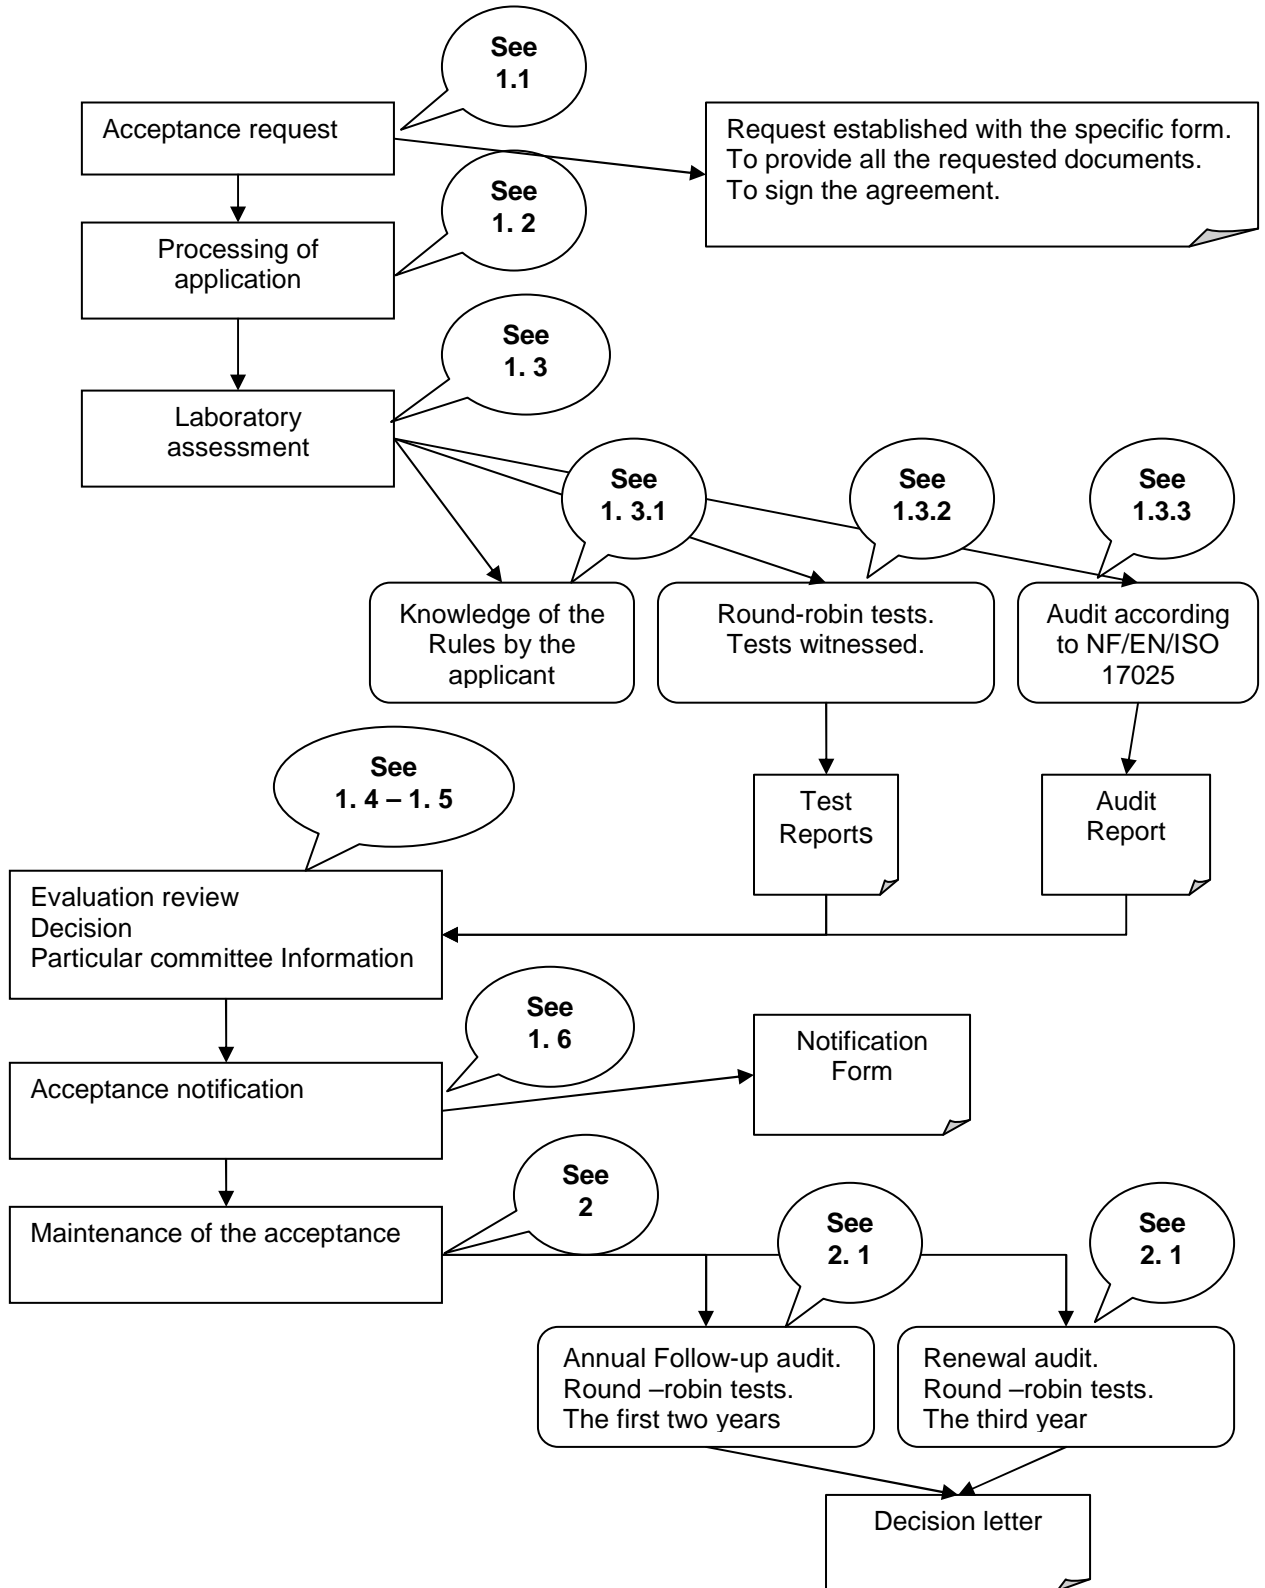 See
1.1
Acceptance request
Request established with the specific form.
To provide all the requested documents.
To sign the agreement.
See
1. 2
Processing of
application
See
1. 3
Laboratory
assessment
See
1. 3.1
See
1.3.2
See
1.3.3
Knowledge of the
Rules by the
applicant
Round-robin tests.
Tests witnessed.
Audit according
to NF/EN/ISO
17025
See
1. 4 – 1. 5
Test
Reports
Audit
Report
Evaluation review
Decision
Particular committee Information
See
1. 6
Notification
Form
Acceptance notification
See
2
Maintenance of the acceptance
See
2. 1
See
2. 1
Annual Follow-up audit.
Round –robin tests.
The first two years
Renewal audit.
Round –robin tests.
The third year
Decision letter